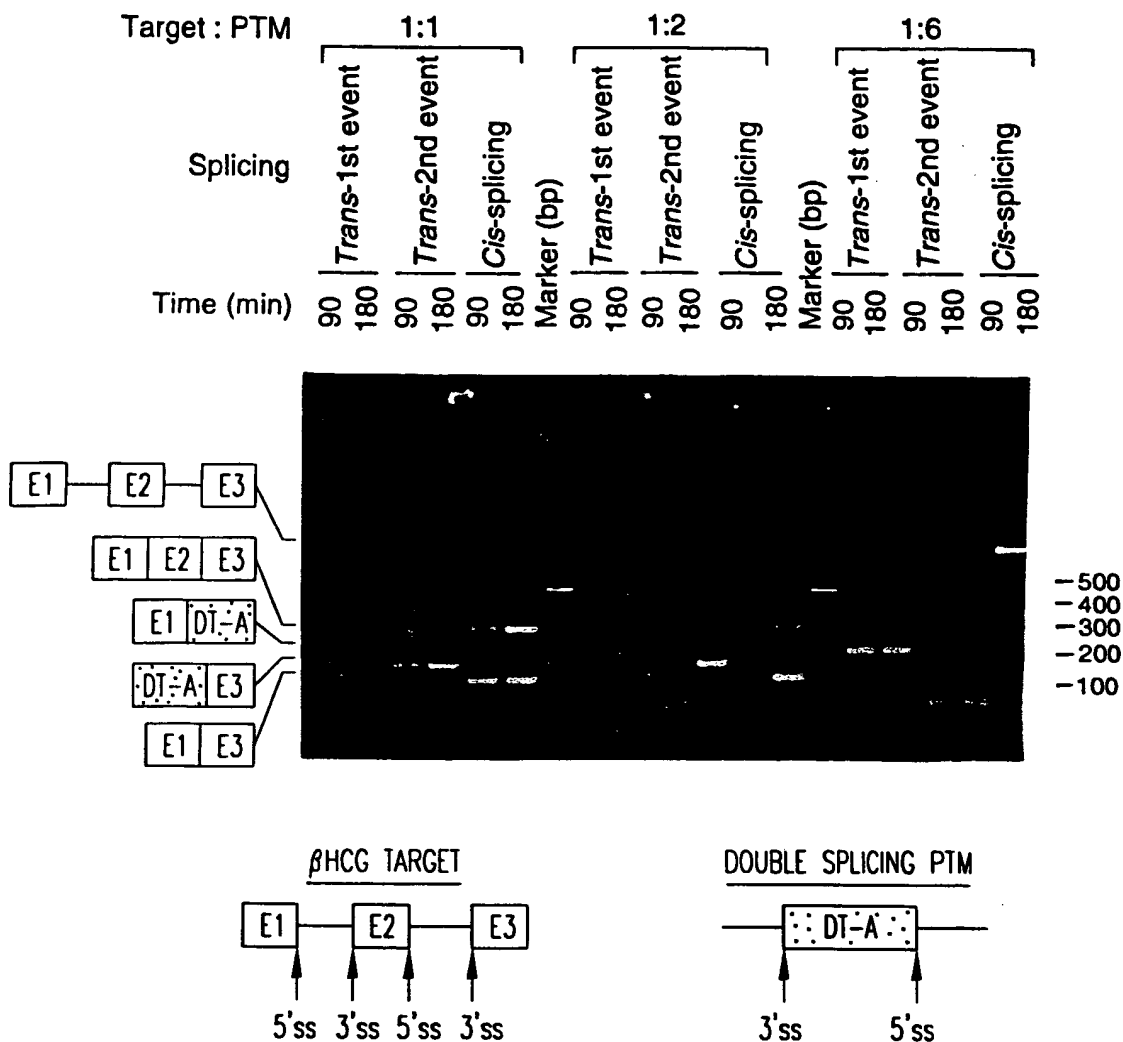 Target : PTM 1:1 1:2 1:6
Splicing Trans-1st event Trans-2nd event Cis-splicing Marker (bp) Trans-1st event Trans-2nd event Cis-splicing Marker (bp) Trans-1st event Trans-2nd event Cis-splicing
Time (min) 90 180 90 180 90 180 90 180 90 180 90 180 90 180 90 180 90 180
E1 E2 E3
E1 E2 E3
E1 DT-A
DT-A E3
E1 E3
-500
-400
-300
-200
-100
βHCG TARGET
E1 E2 E3
5'ss 3'ss 5'ss 3'ss
DOUBLE SPLICING PTM
DT-A
3'ss 5'ss